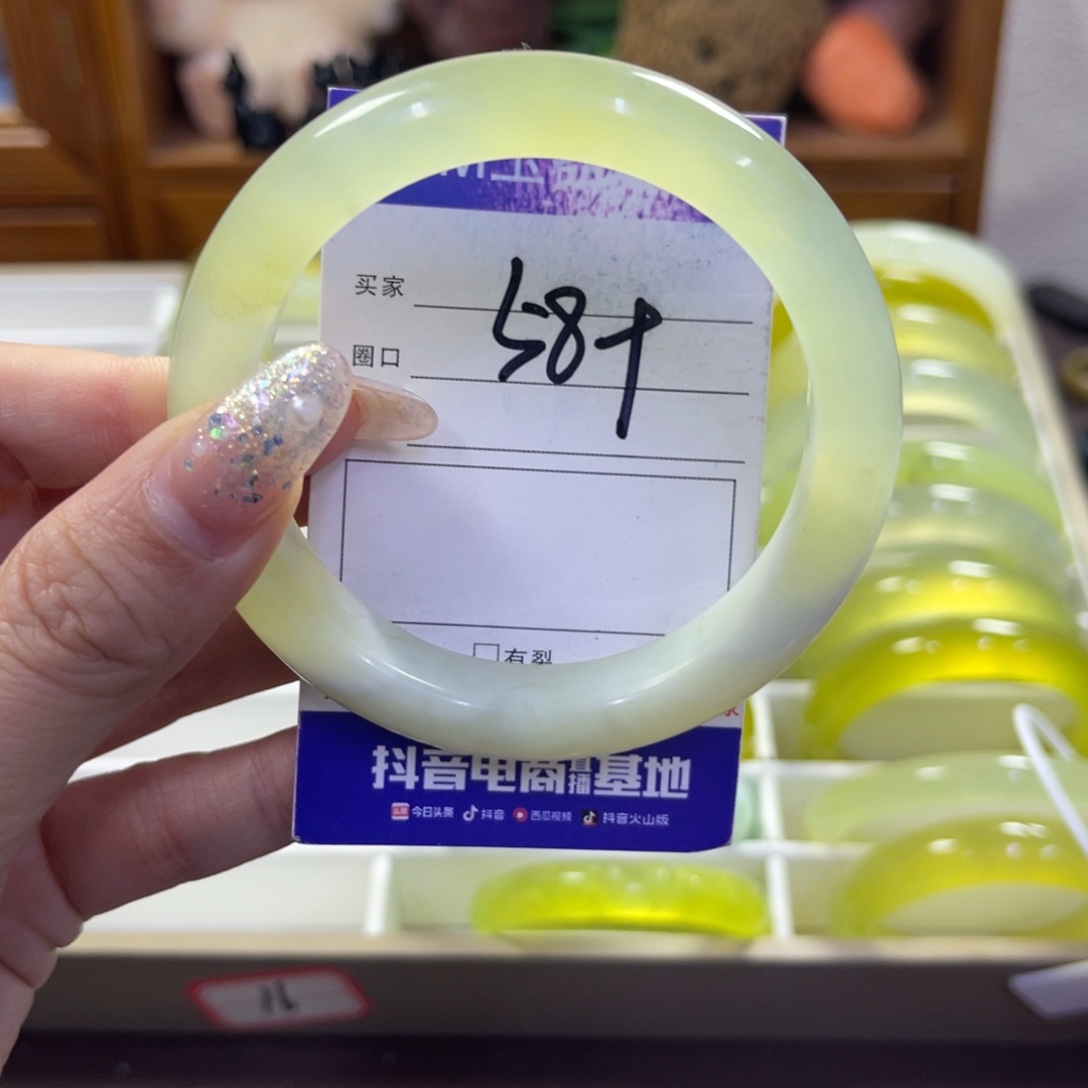 买家
58+
圈口
有裂
抖音电商直播基地
今日头条 抖音 西瓜视频 抖音火山版